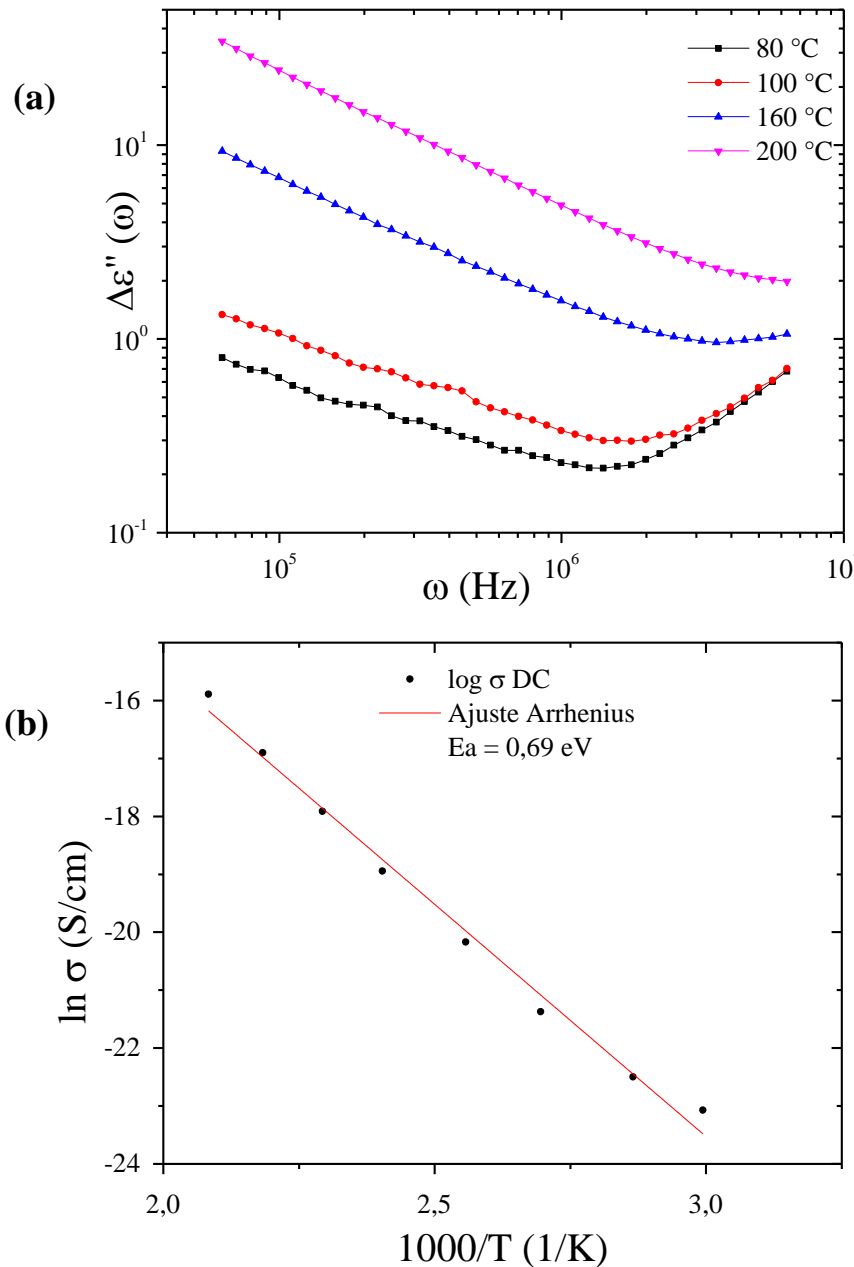 (a)
Δε'' (ω)
10^1
10^0
10^-1
80 °C
100 °C
160 °C
200 °C
10^5
10^6
10
ω (Hz)
(b)
ln σ (S/cm)
-16
-18
-20
-22
-24
log σ DC
Ajuste Arrhenius
Ea = 0,69 eV
2,0
2,5
3,0
1000/T (1/K)